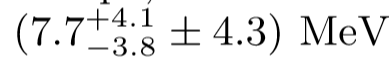 (7.7^{+4.1}_{-3.8} ± 4.3) MeV